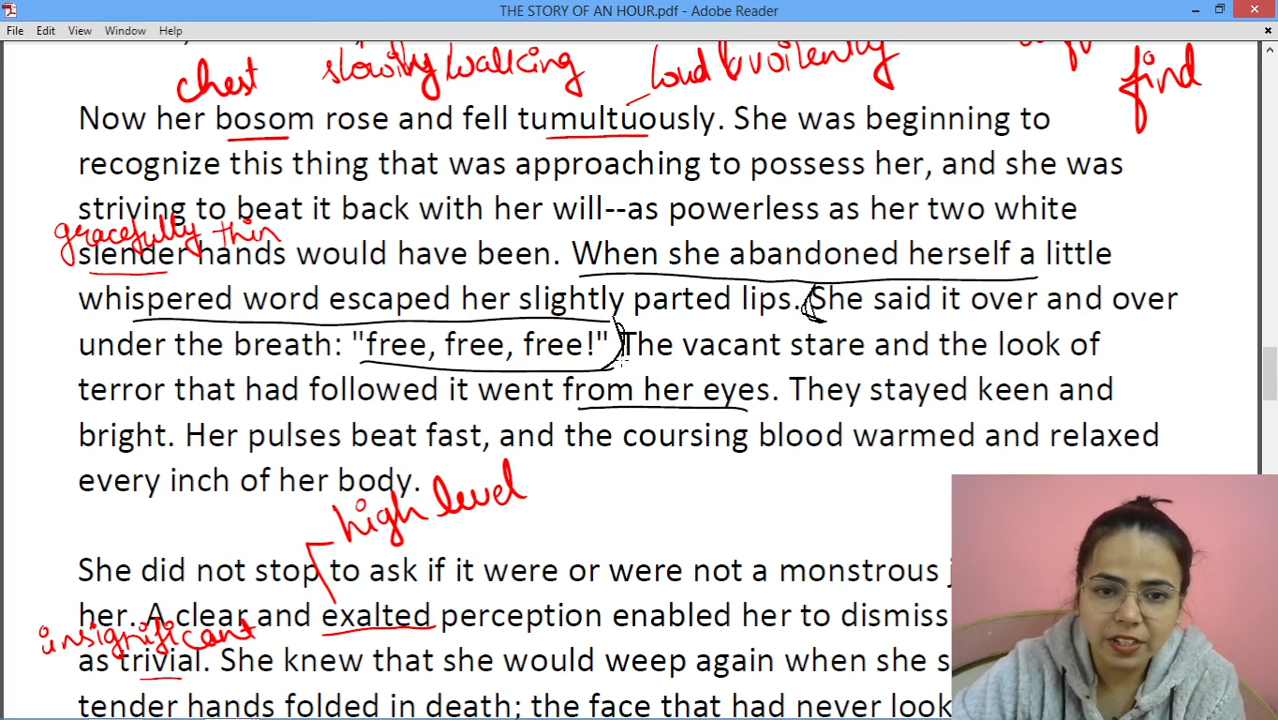 THE STORY OF AN HOUR.pdf - Adobe Reader
File Edit View Window Help
chest slowly walking loud & voilently find
Now her bosom rose and fell tumultuously. She was beginning to
recognize this thing that was approaching to possess her, and she was
striving to beat it back with her will--as powerless as her two white
gracefully thin
slender hands would have been. When she abandoned herself a little
whispered word escaped her slightly parted lips. She said it over and over
under the breath: "free, free, free!" The vacant stare and the look of
terror that had followed it went from her eyes. They stayed keen and
bright. Her pulses beat fast, and the coursing blood warmed and relaxed
every inch of her body.
high level
She did not stop to ask if it were or were not a monstrous
her. A clear and exalted perception enabled her to dismiss
insignificant
as trivial. She knew that she would weep again when she s
tender hands folded in death; the face that had never look